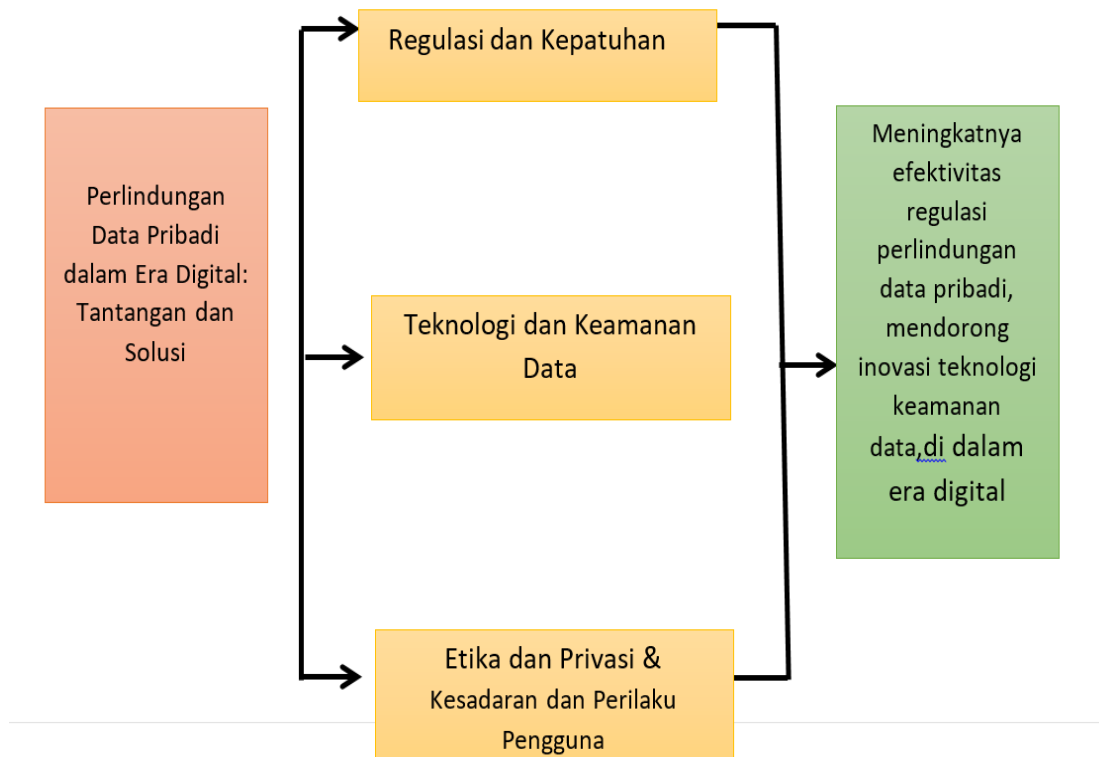 Regulasi dan Kepatuhan
Perlindungan
Data Pribadi
dalam Era Digital:
Tantangan dan
Solusi
Teknologi dan Keamanan
Data
Etika dan Privasi &
Kesadaran dan Perilaku
Pengguna
Meningkatnya
efektivitas
regulasi
perlindungan
data pribadi,
mendorong
inovasi teknologi
keamanan
data,di dalam
era digital